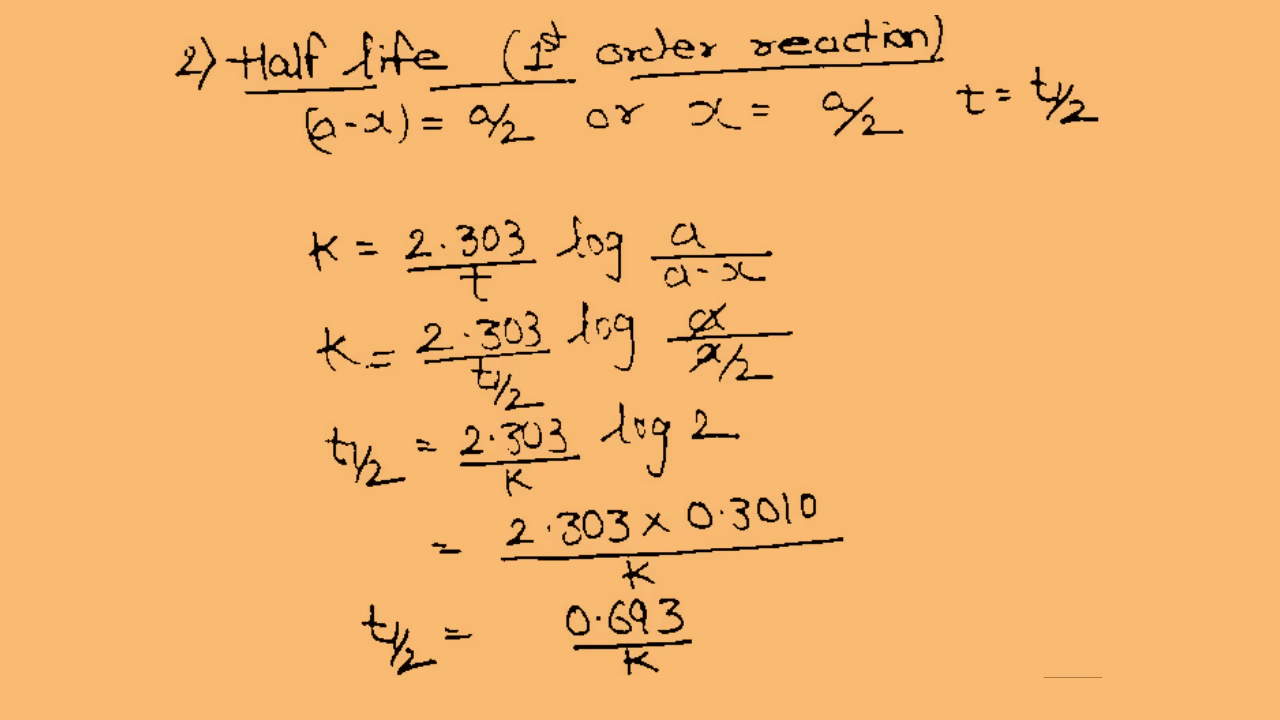 2) Half life (1st order reaction)
(a-x) = a/2 or x = a/2 t = t1/2
K = 2.303/t log a/a-x
K = 2.303/t1/2 log a/a/2
t1/2 = 2.303/K log 2
= 2.303 x 0.3010/K
t1/2 = 0.693/K